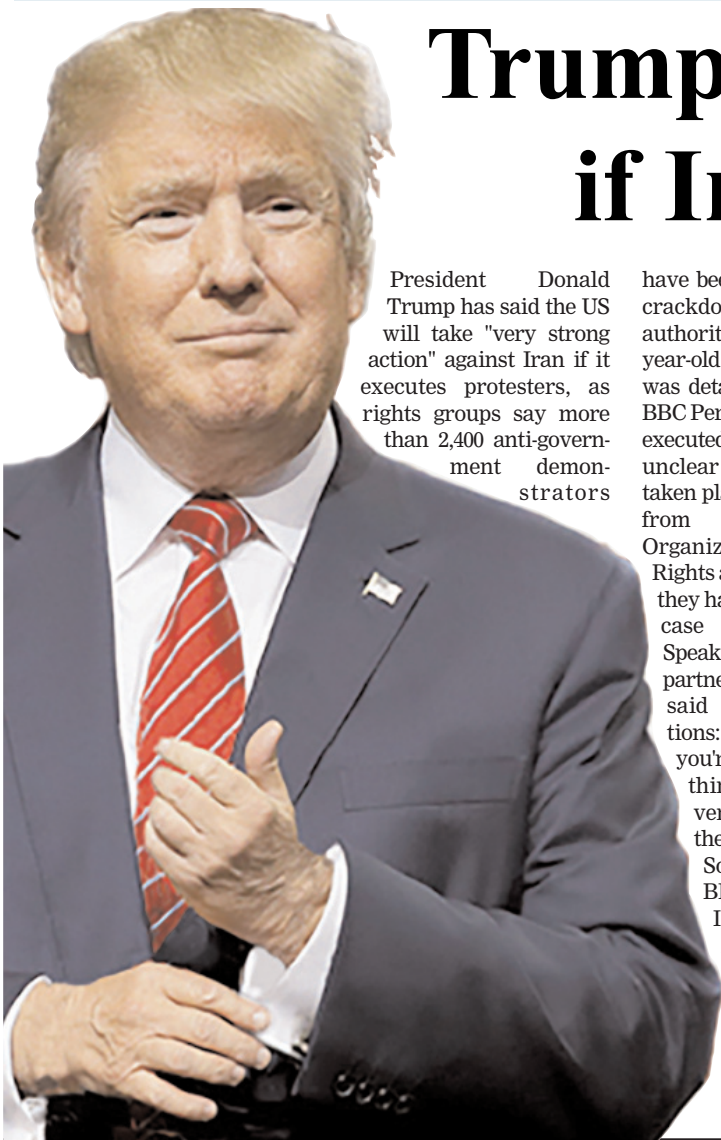 Trump
if I
President Donald
Trump has said the US
will take "very strong
action" against Iran if it
executes protesters, as
rights groups say more
than 2,400 anti-govern-
ment demon-
strators
have bee
crackdo
authorit
year-old
was deta
BBC Per
executed
unclear
taken pla
from
Organiz
Rights a
they ha
case
Speak
partne
said
tions:
you'r
thin
ver
the
So
BB
I